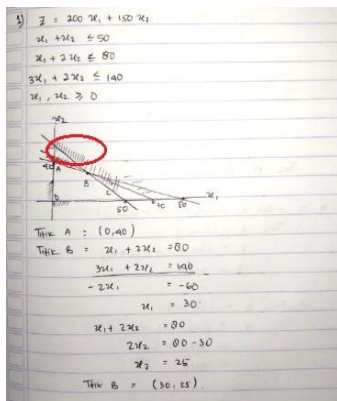 1) Z = 200 x1 + 150 x2
x1 + x2 ≤ 50
x1 + 2x2 ≤ 80
3x1 + 2x2 ≤ 140
x1, x2 ≥ 0
x2
40 A
B
C
x1
D
50 70 80
Titik A : (0,40)
Titik B = x1 + 2x2 = 80
3x1 + 2x2 = 140
-2x1 = -60
x1 = 30
x1 + 2x2 = 80
2x2 = 80 - 30
x2 = 25
Titik B = (30, 25).